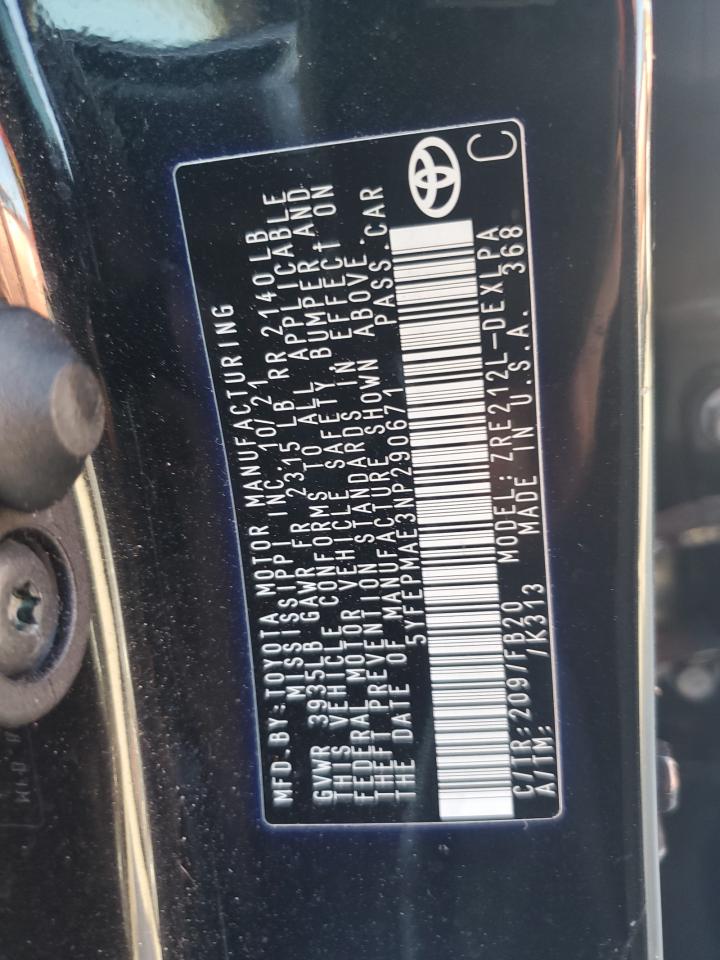 MFD.BY:TOYOTA MOTOR MANUFACTURING
MISSISSIPPI INC. 10/21
GVWR 3935LB GAWR FR 2315 LB RR 2140 LB
THIS VEHICLE CONFORMS TO ALL APPLICABLE
FEDERAL MOTOR VEHICLE SAFETY, BUMPER, AND
THEFT PREVENTION STANDARDS IN EFFECT ON
THE DATE OF MANUFACTURE SHOWN ABOVE.
5YFEPMAE3NP290671 PASS.CAR
C/TR:209/FB20 MODEL:ZRE212L-DEXLPA
A/TM: /K313 MADE IN U.S.A. 368
C